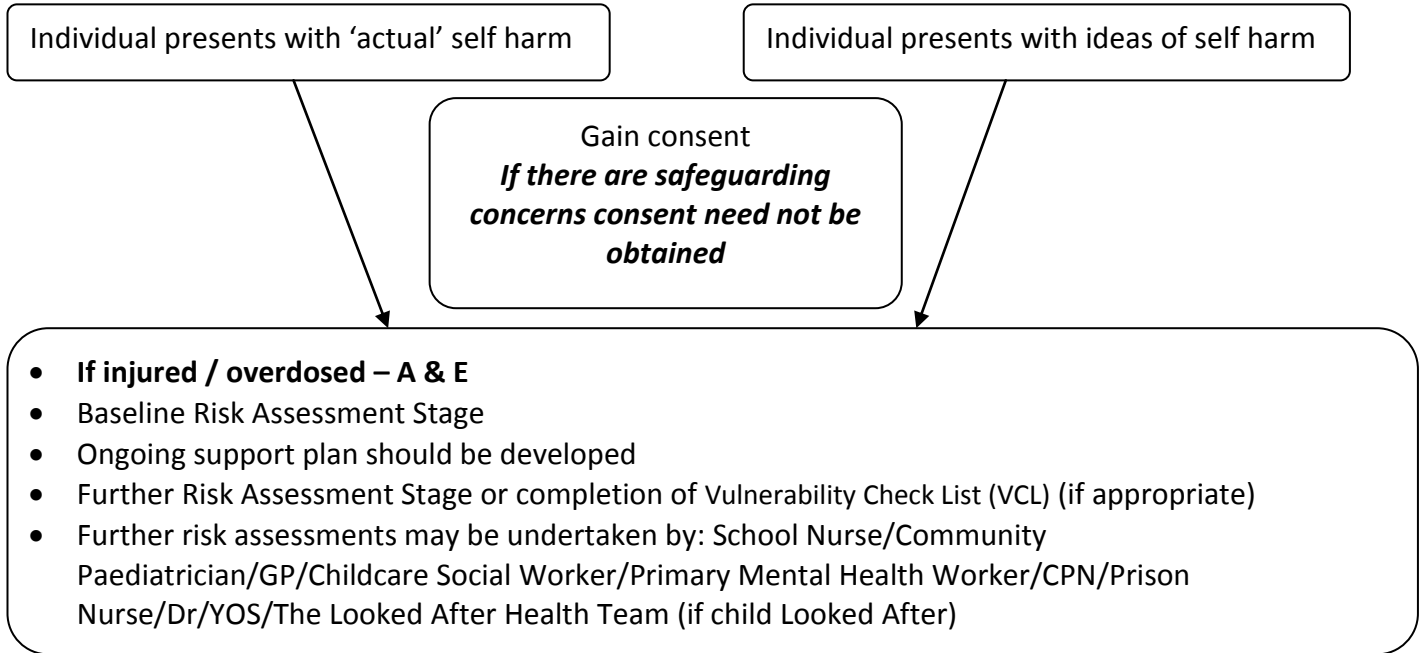 Individual presents with ‘actual’ self harm
Individual presents with ideas of self harm
Gain consent
If there are safeguarding
concerns consent need not be
obtained
• If injured / overdosed – A & E
• Baseline Risk Assessment Stage
• Ongoing support plan should be developed
• Further Risk Assessment Stage or completion of Vulnerability Check List (VCL) (if appropriate)
• Further risk assessments may be undertaken by: School Nurse/Community
Paediatrician/GP/Childcare Social Worker/Primary Mental Health Worker/CPN/Prison
Nurse/Dr/YOS/The Looked After Health Team (if child Looked After)